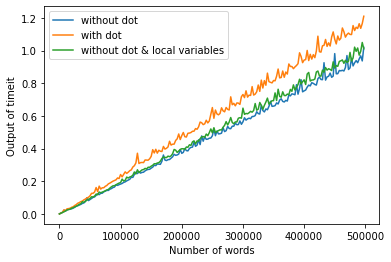 without dot
with dot
without dot & local variables
1.2
1.0
0.8
0.6
0.4
0.2
0.0
Output of timeit
0 100000 200000 300000 400000 500000
Number of words